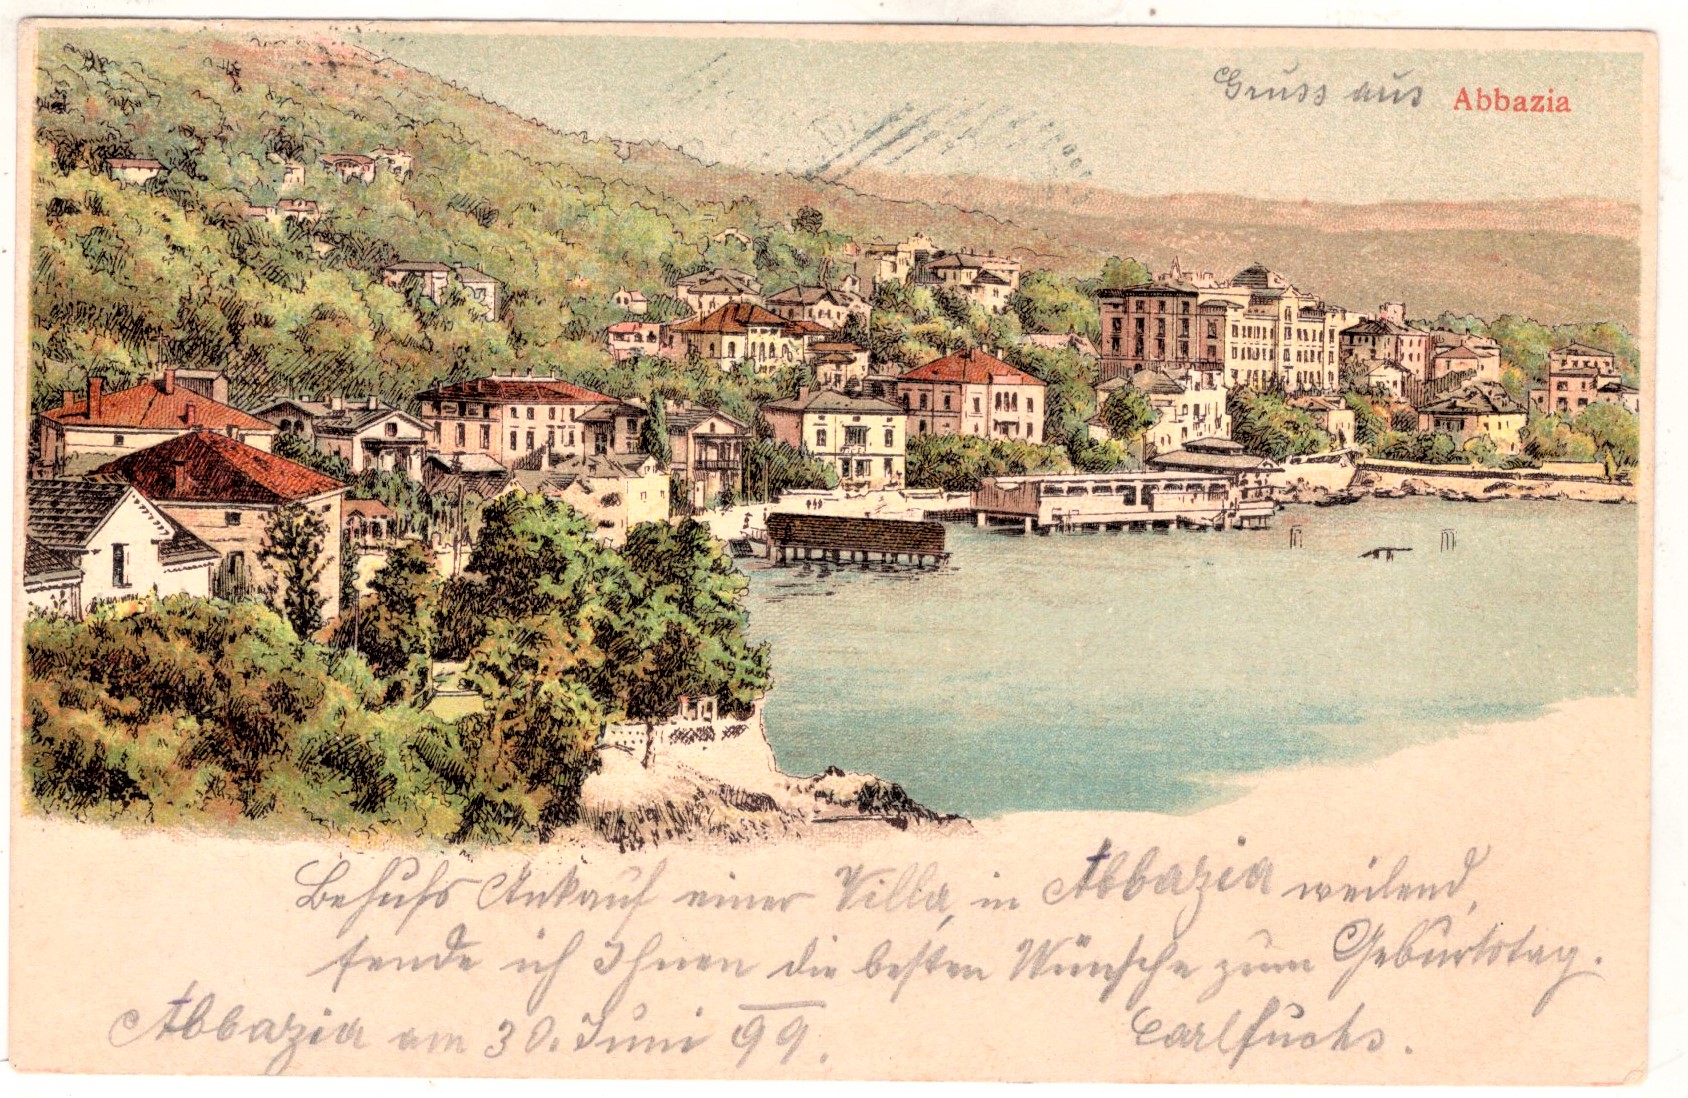 Gruss aus Abbazia
Behufs Ankauf einer Villa, in Abbazia weilend,
sende ich Ihnen die besten Wünsche zum Geburtstag.
Abbazia am 30. Juni 99.
Carl Fuchs.